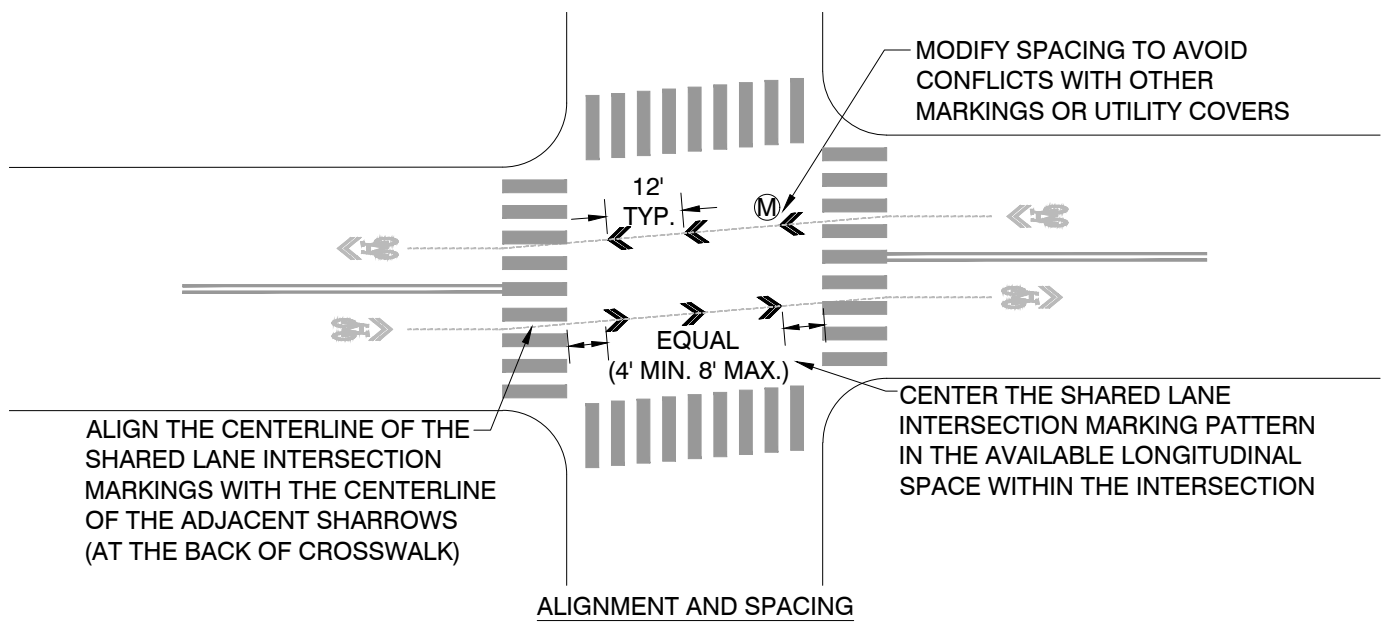 MODIFY SPACING TO AVOID
CONFLICTS WITH OTHER
MARKINGS OR UTILITY COVERS
12'
TYP.
M
EQUAL
(4' MIN. 8' MAX.)
ALIGN THE CENTERLINE OF THE
SHARED LANE INTERSECTION
MARKINGS WITH THE CENTERLINE
OF THE ADJACENT SHARROWS
(AT THE BACK OF CROSSWALK)
CENTER THE SHARED LANE
INTERSECTION MARKING PATTERN
IN THE AVAILABLE LONGITUDINAL
SPACE WITHIN THE INTERSECTION
ALIGNMENT AND SPACING